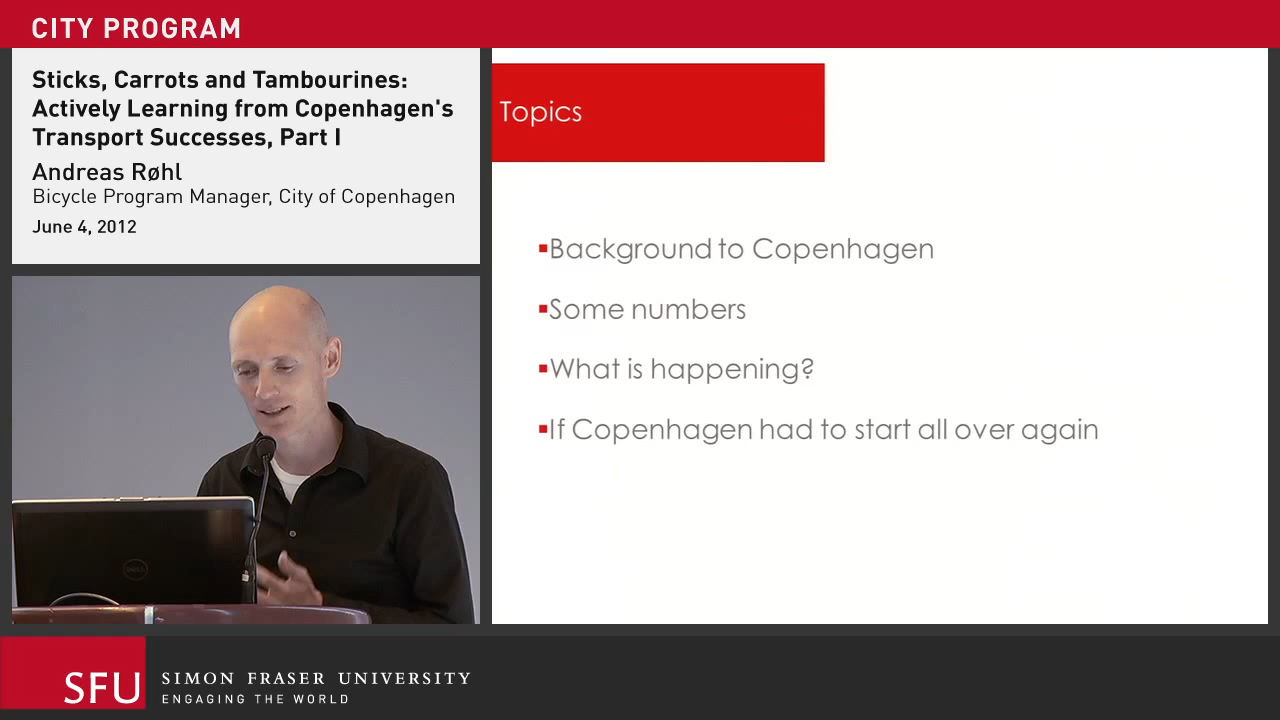 CITY PROGRAM
Sticks, Carrots and Tambourines:
Actively Learning from Copenhagen's
Transport Successes, Part I
Andreas Røhl
Bicycle Program Manager, City of Copenhagen
June 4, 2012
Topics
▪Background to Copenhagen
▪Some numbers
▪What is happening?
▪If Copenhagen had to start all over again
DELL
SFU
SIMON FRASER UNIVERSITY
ENGAGING THE WORLD